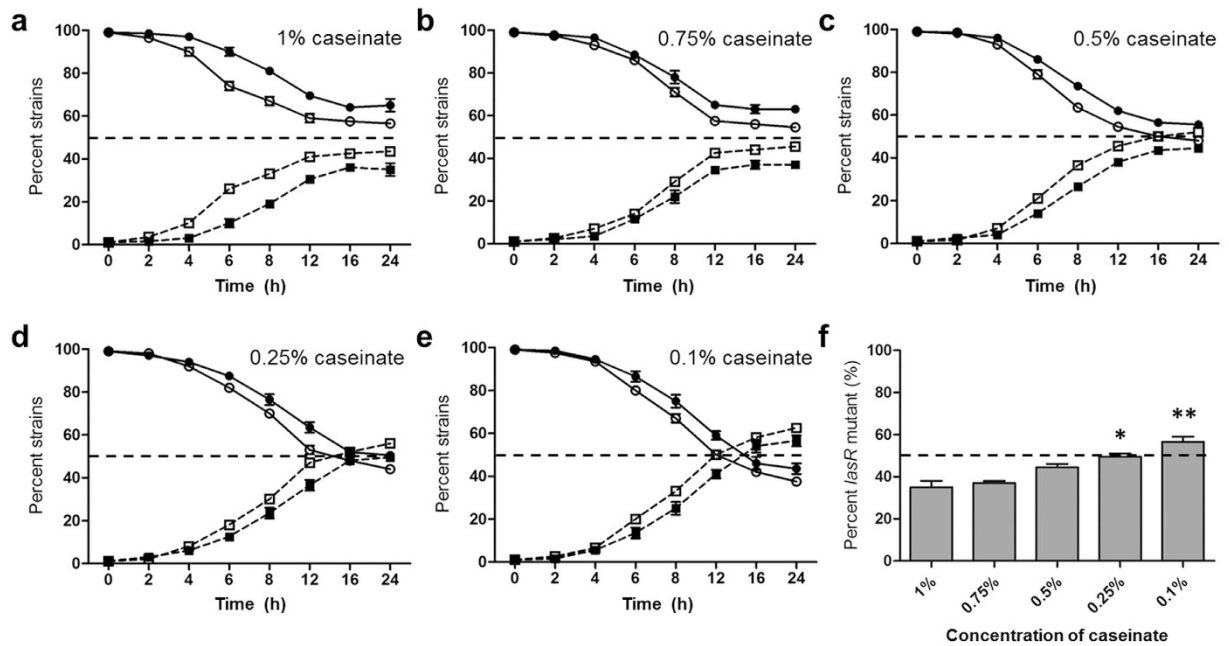 a
1% caseinate
Percent strains
100
80
60
40
20
0
0 2 4 6 8 12 16 24
Time (h)
b
0.75% caseinate
Percent strains
100
80
60
40
20
0
0 2 4 6 8 12 16 24
Time (h)
c
0.5% caseinate
Percent strains
100
80
60
40
20
0
0 2 4 6 8 12 16 24
Time (h)
d
0.25% caseinate
Percent strains
100
80
60
40
20
0
0 2 4 6 8 12 16 24
Time (h)
e
0.1% caseinate
Percent strains
100
80
60
40
20
0
0 2 4 6 8 12 16 24
Time (h)
f
Percent lasR mutant (%)
100
80
60
40
20
0
* **
1% 0.75% 0.5% 0.25% 0.1%
Concentration of caseinate